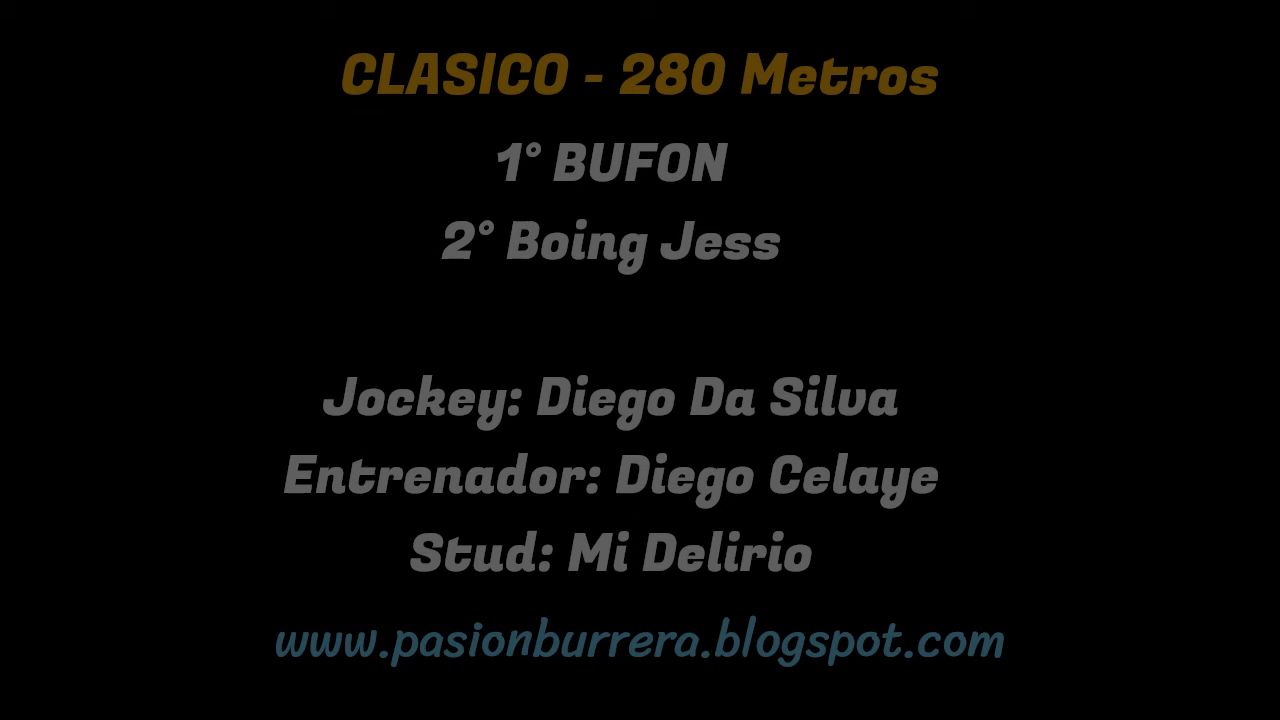 CLASICO - 280 Metros
1° BUFON
2° Boing Jess
Jockey: Diego Da Silva
Entrenador: Diego Celaye
Stud: Mi Delirio
www.pasionburrera.blogspot.com